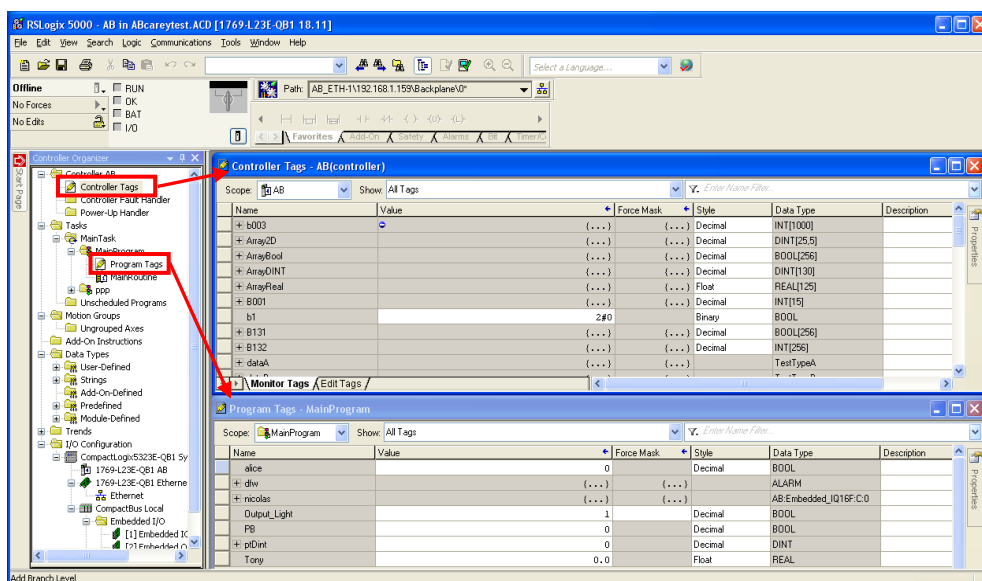 RSLogix 5000 - AB in ABcareytest.ACD [1769-L23E-QB1 18.11]
File Edit View Search Logic Communications Tools Window Help
Select a Language...
Offline
RUN
No Forces
OK
No Edits
BAT
I/O
Path: AB_ETH-1\192.168.1.159\Backplane\0*
Favorites Add-On Safety Alarms Bit Timer/C
Start Page
Controller Organizer
Controller AB
Controller Tags
Controller Fault Handler
Power-Up Handler
Tasks
MainTask
MainProgram
Program Tags
MainRoutine
ppp
Unscheduled Programs
Motion Groups
Ungrouped Axes
Add-On Instructions
Data Types
User-Defined
Strings
Add-On-Defined
Predefined
Module-Defined
Trends
I/O Configuration
CompactLogix5323E-QB1 Sy
1769-L23E-QB1 AB
1769-L23E-QB1 Etherne
Ethernet
CompactBus Local
Embedded I/O
[1] Embedded IQ
[2] Embedded O
Controller Tags - AB(controller)
Scope: AB Show: All Tags Enter Name Filter...
Name Value Force Mask Style Data Type Description
b003 {...} {...} Decimal INT[1000]
Array2D {...} {...} Decimal DINT[25,5]
ArrayBool {...} {...} Decimal BOOL[256]
ArrayDINT {...} {...} Decimal DINT[130]
ArrayReal {...} {...} Float REAL[125]
B001 {...} {...} Decimal INT[15]
b1 2#0 Binary BOOL
B131 {...} {...} Decimal BOOL[256]
B132 {...} {...} Decimal INT[256]
dataA {...} {...} TestTypeA
Monitor Tags Edit Tags
Properties
Program Tags - MainProgram
Scope: MainProgram Show: All Tags Enter Name Filter...
Name Value Force Mask Style Data Type Description
alice 0 Decimal BOOL
dfw {...} {...} ALARM
nicolas {...} {...} AB:Embedded_IQ16F:C:0
Output_Light 1 Decimal BOOL
PB 0 Decimal BOOL
ptDint 0 Decimal DINT
Tony 0.0 Float REAL
Properties
Add Branch Level